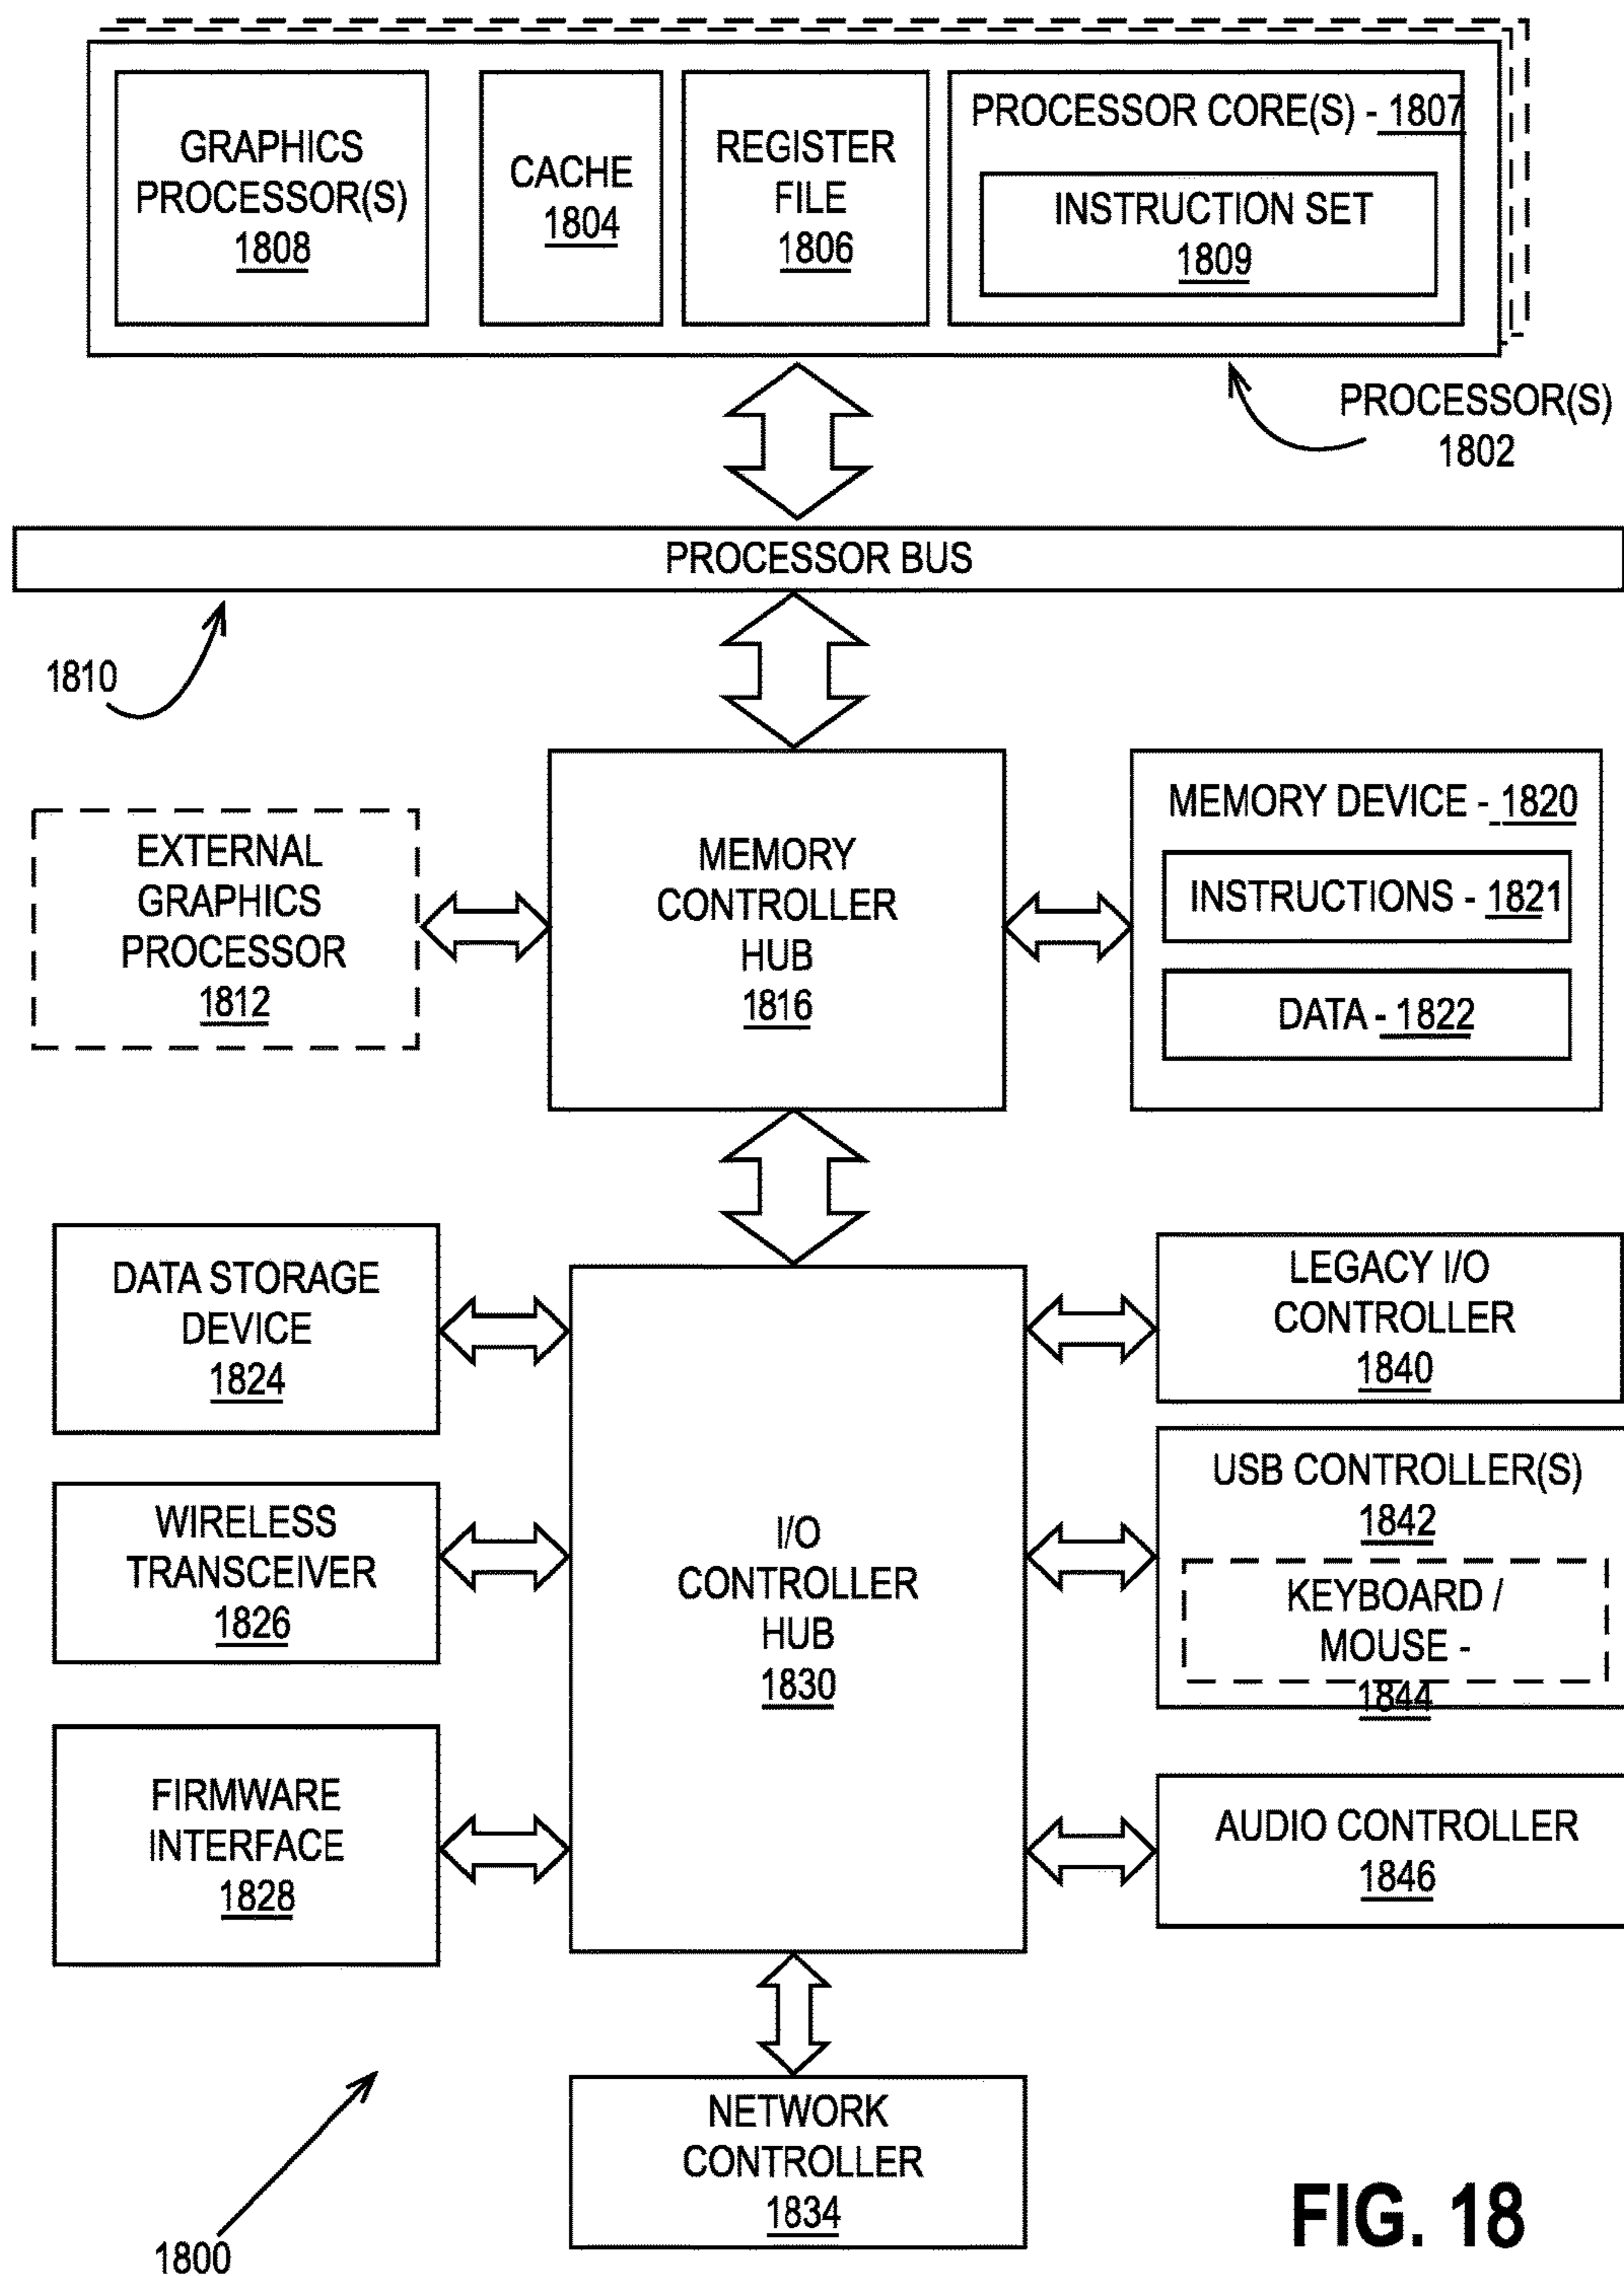 GRAPHICS
PROCESSOR(S)
1808
CACHE
1804
REGISTER
FILE
1806
PROCESSOR CORE(S) - 1807
INSTRUCTION SET
1809
PROCESSOR(S)
1802
PROCESSOR BUS
1810
EXTERNAL
GRAPHICS
PROCESSOR
1812
MEMORY
CONTROLLER
HUB
1816
MEMORY DEVICE - 1820
INSTRUCTIONS - 1821
DATA - 1822
DATA STORAGE
DEVICE
1824
WIRELESS
TRANSCEIVER
1826
FIRMWARE
INTERFACE
1828
I/O
CONTROLLER
HUB
1830
LEGACY I/O
CONTROLLER
1840
USB CONTROLLER(S)
1842
KEYBOARD /
MOUSE -
1844
AUDIO CONTROLLER
1846
NETWORK
CONTROLLER
1834
1800
FIG. 18